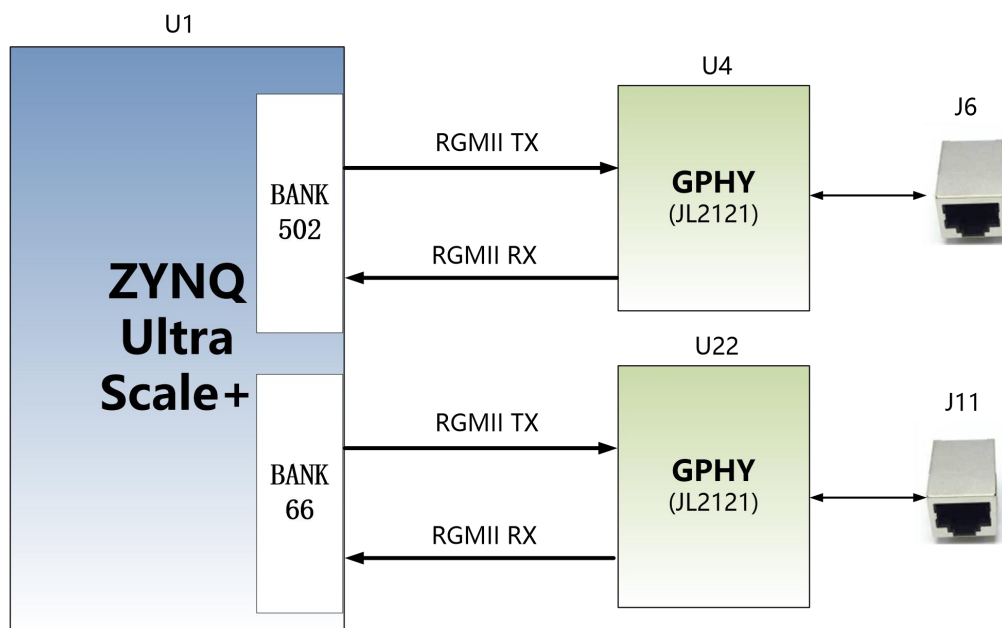 U1
ZYNQ
Ultra
Scale+
BANK
502
BANK
66
RGMII TX
RGMII RX
U4
GPHY
(JL2121)
J6
RGMII TX
RGMII RX
U22
GPHY
(JL2121)
J11